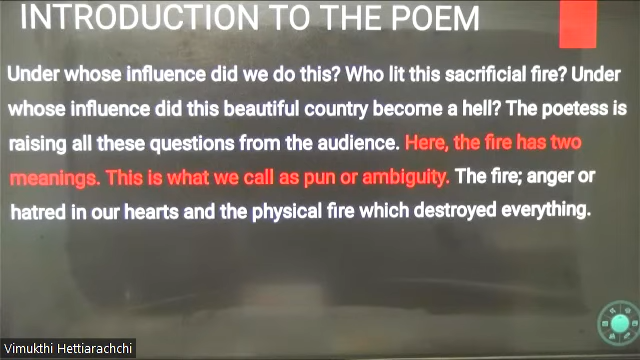 INTRODUCTION TO THE POEM
Under whose influence did we do this? Who lit this sacrificial fire? Under
whose influence did this beautiful country become a hell? The poetess is
raising all these questions from the audience. Here, the fire has two
meanings. This is what we call as pun or ambiguity. The fire; anger or
hatred in our hearts and the physical fire which destroyed everything.
Vimukthi Hettiarachchi